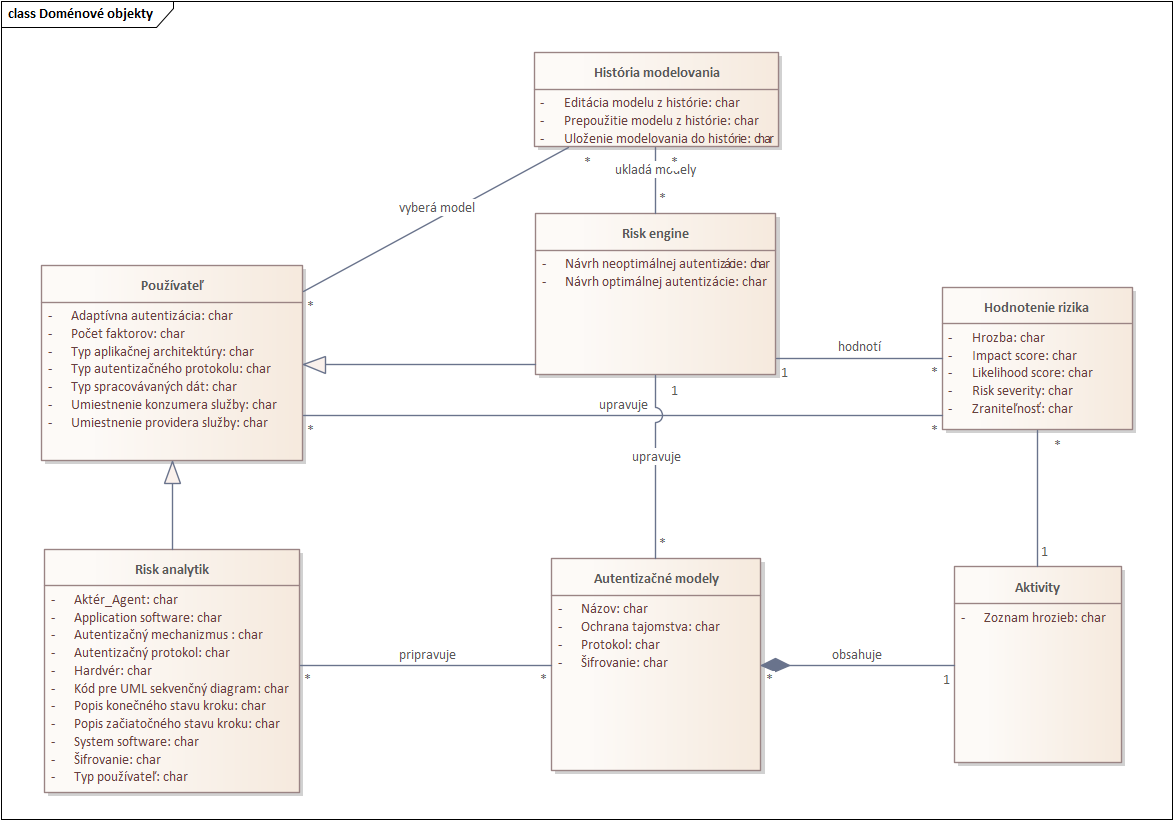 class Doménové objekty
História modelovania
- Editácia modelu z histórie: char
- Prepoužitie modelu z histórie: char
- Uloženie modelovania do histórie: char
* *
ukladá modely
*
vyberá model
*
Risk engine
- Návrh neoptimálnej autentizácie: char
- Návrh optimálnej autentizácie: char
Používateľ
- Adaptívna autentizácia: char
- Počet faktorov: char
- Typ aplikačnej architektúry: char
- Typ autentizačného protokolu: char
- Typ spracovávaných dát: char
- Umiestnenie konzumera služby: char
- Umiestnenie providera služby: char
Hodnotenie rizika
- Hrozba: char
- Impact score: char
- Likelihood score: char
- Risk severity: char
- Zraniteľnosť: char
hodnotí
1 *
1
upravuje
* *
upravuje
*
* 
1
Risk analytik
- Aktér_Agent: char
- Application software: char
- Autentizačný mechanizmus : char
- Autentizačný protokol: char
- Hardvér: char
- Kód pre UML sekvenčný diagram: char
- Popis konečného stavu kroku: char
- Popis začiatočného stavu kroku: char
- System software: char
- Šifrovanie: char
- Typ používateľ: char
pripravuje
* *
Autentizačné modely
- Názov: char
- Ochrana tajomstva: char
- Protokol: char
- Šifrovanie: char
obsahuje
* 1
Aktivity
- Zoznam hrozieb: char